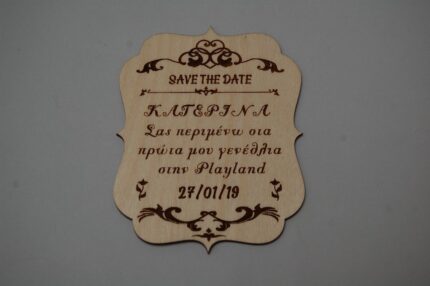 SAVE THE DATE
ΚΑΤΕΡΙΝΑ
Σας περιμένω στα
πρώτα μου γενέθλια
στην Playland
27/01/19